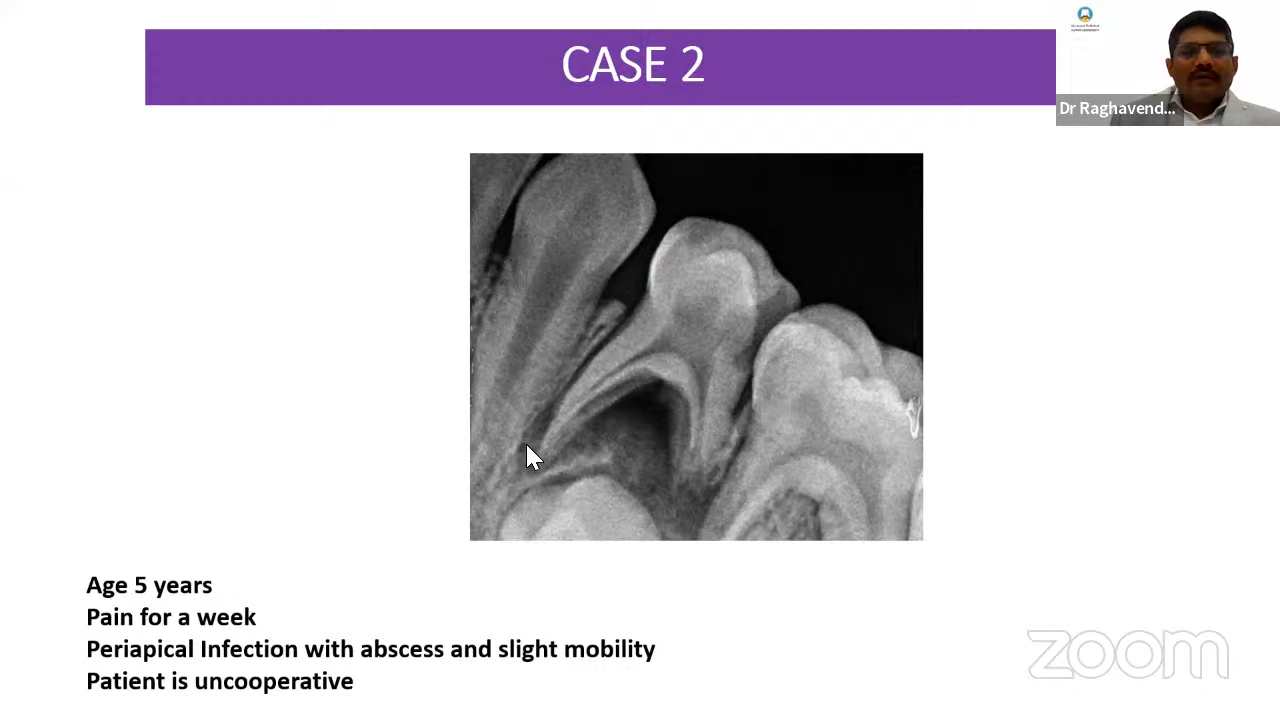 CASE 2
Dr Raghavend...
Age 5 years
Pain for a week
Periapical Infection with abscess and slight mobility
Patient is uncooperative
zoom